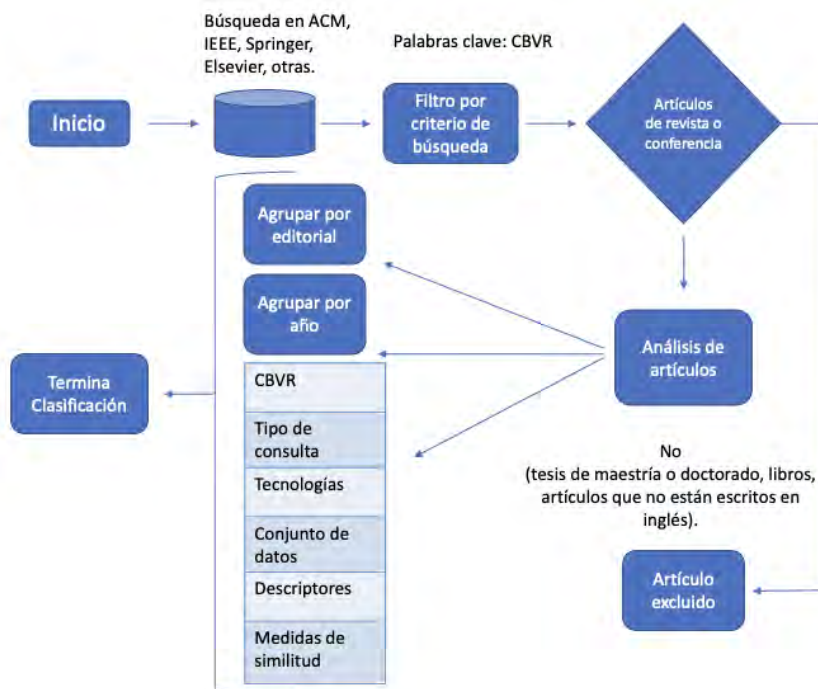 Búsqueda en ACM,
IEEE, Springer,
Elsevier, otras.
Palabras clave: CBVR
Inicio
Filtro por
criterio de
búsqueda
Artículos
de revista o
conferencia
Agrupar por
editorial
Agrupar por
año
Análisis de
artículos
Termina
Clasificación
CBVR
Tipo de
consulta
Tecnologías
Conjunto de
datos
Descriptores
Medidas de
similitud
No
(tesis de maestría o doctorado, libros,
artículos que no están escritos en
inglés).
Artículo
excluido